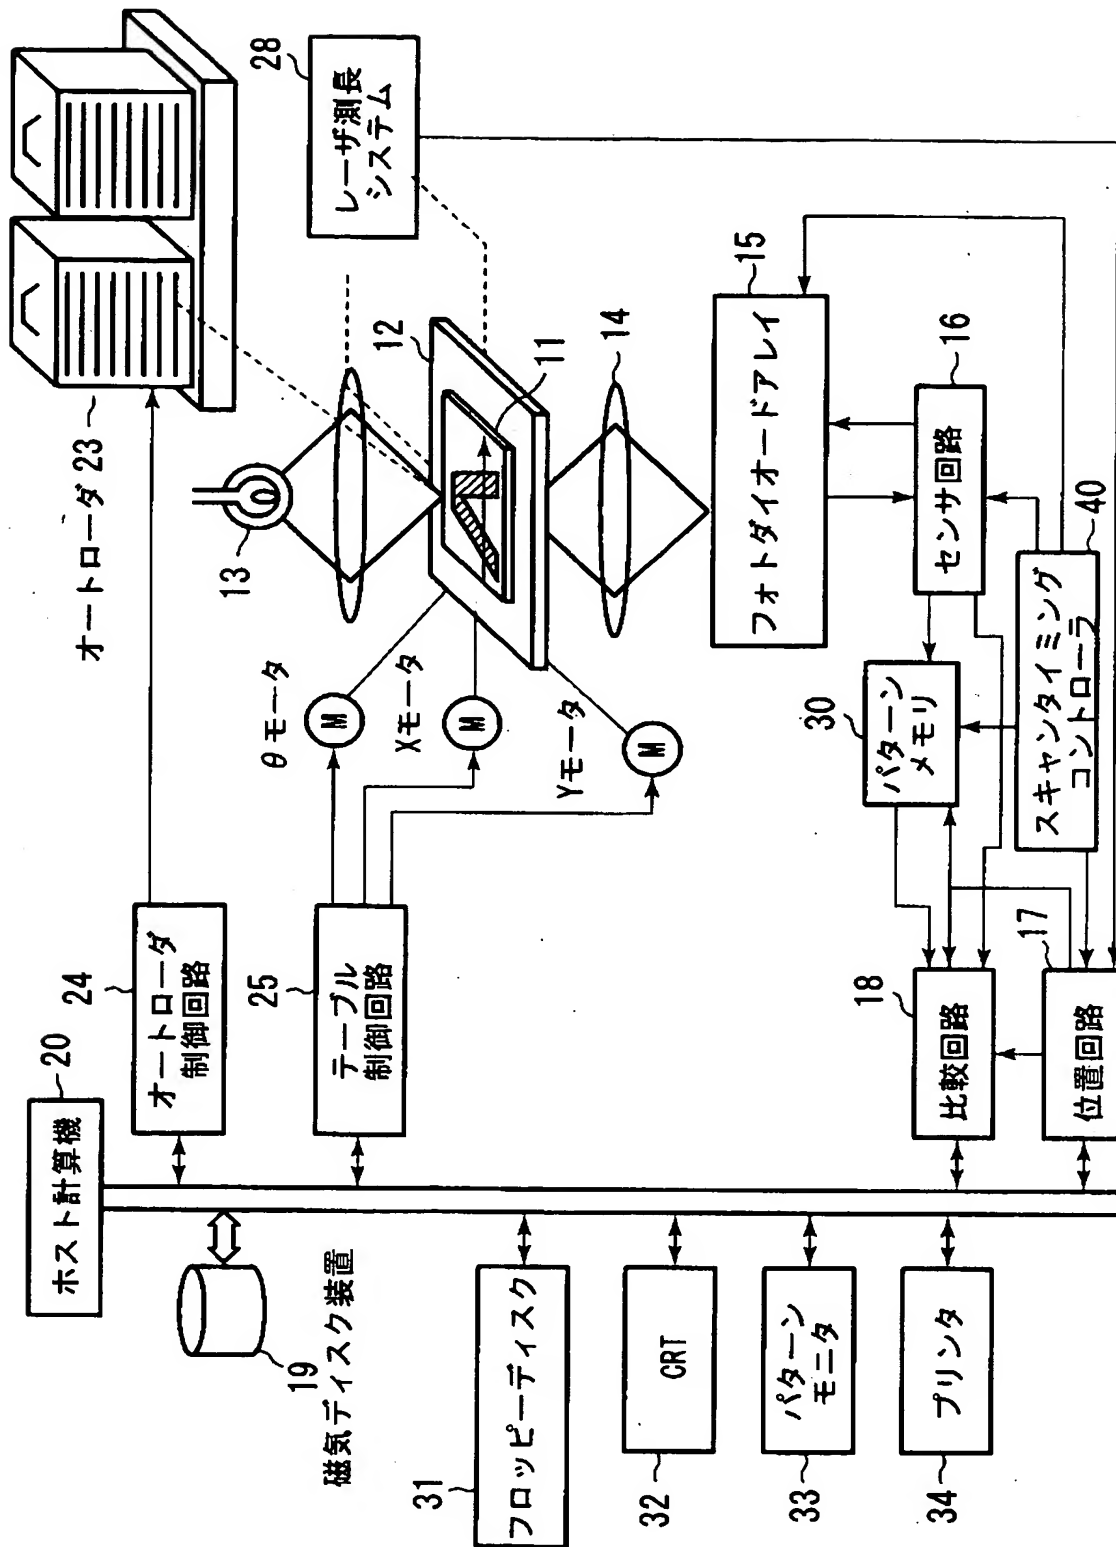 ホスト計算機
20
磁気ディスク装置
19
24
オートローダ
制御回路
オートローダ 23
25
テーブル
制御回路
θモータ
M
Xモータ
M
Yモータ
M
13
12
11
14
28
レーザ測長
システム
フォトダイオードアレイ
15
センサ回路
16
30
パターン
メモリ
スキャンタイミング
コントローラ
40
18
比較回路
17
位置回路
31
フロッピーディスク
32
CRT
33
パターン
モニタ
34
プリンタ